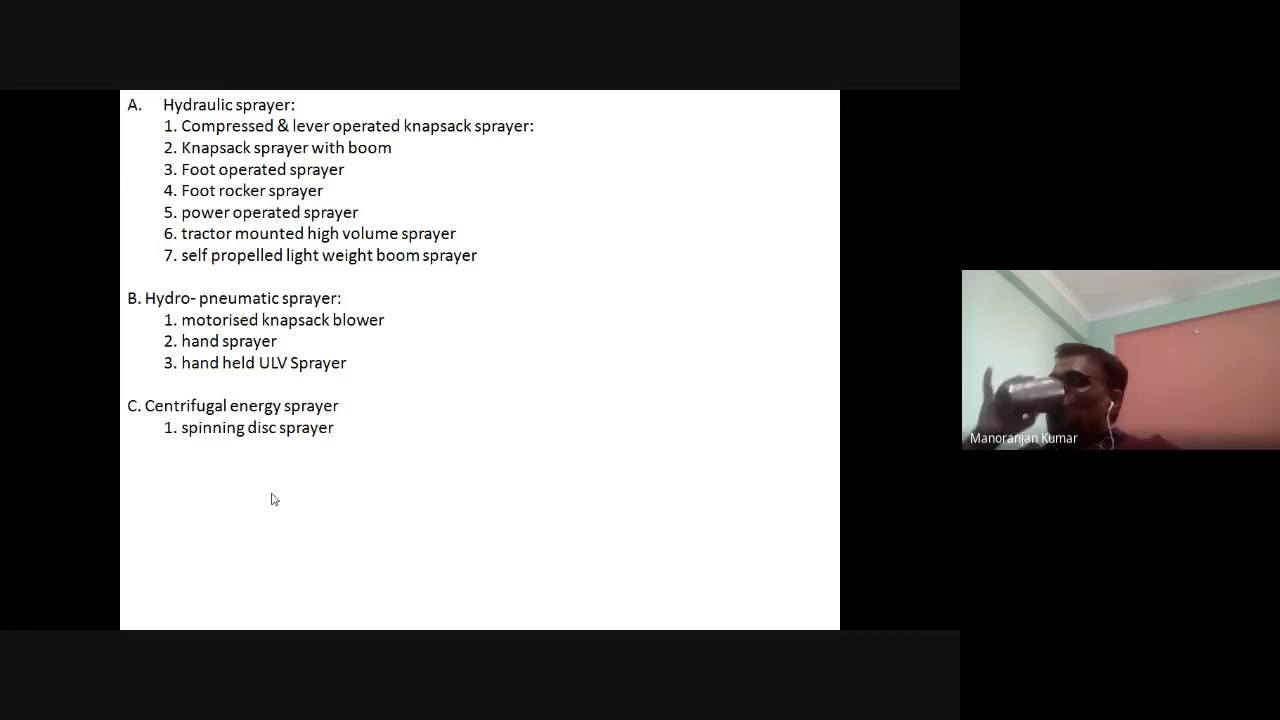 A. Hydraulic sprayer:
1. Compressed & lever operated knapsack sprayer:
2. Knapsack sprayer with boom
3. Foot operated sprayer
4. Foot rocker sprayer
5. power operated sprayer
6. tractor mounted high volume sprayer
7. self propelled light weight boom sprayer
B. Hydro- pneumatic sprayer:
1. motorised knapsack blower
2. hand sprayer
3. hand held ULV Sprayer
C. Centrifugal energy sprayer
1. spinning disc sprayer
Manoranjan Kumar